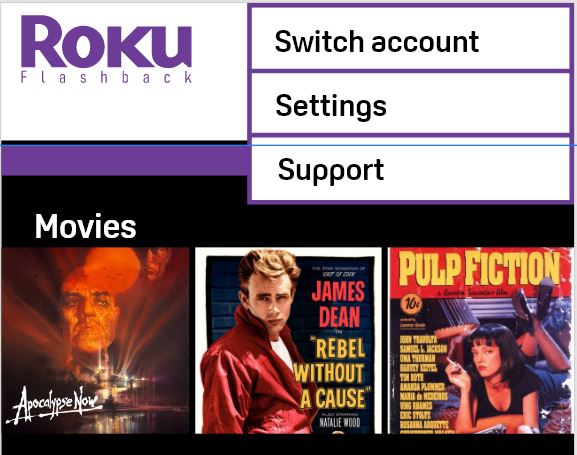 Roku
Flashback
Switch account
Settings
Support
Movies
Apocalypse Now
THE STAR SENSATION OF
"EAST OF EDEN"
JAMES
DEAN
IN
"REBEL
WITHOUT
A CAUSE"
ALSO STARRING
NATALIE WOOD
PULP FICTION
a Quentin Tarantino film
10¢
JOHN TRAVOLTA
SAMUEL L. JACKSON
UMA THURMAN
HARVEY KEITEL
TIM ROTH
AMANDA PLUMMER
MARIA de MEDEIROS
VING RHAMES
ERIC STOLTZ
ROSANNA ARQUETTE